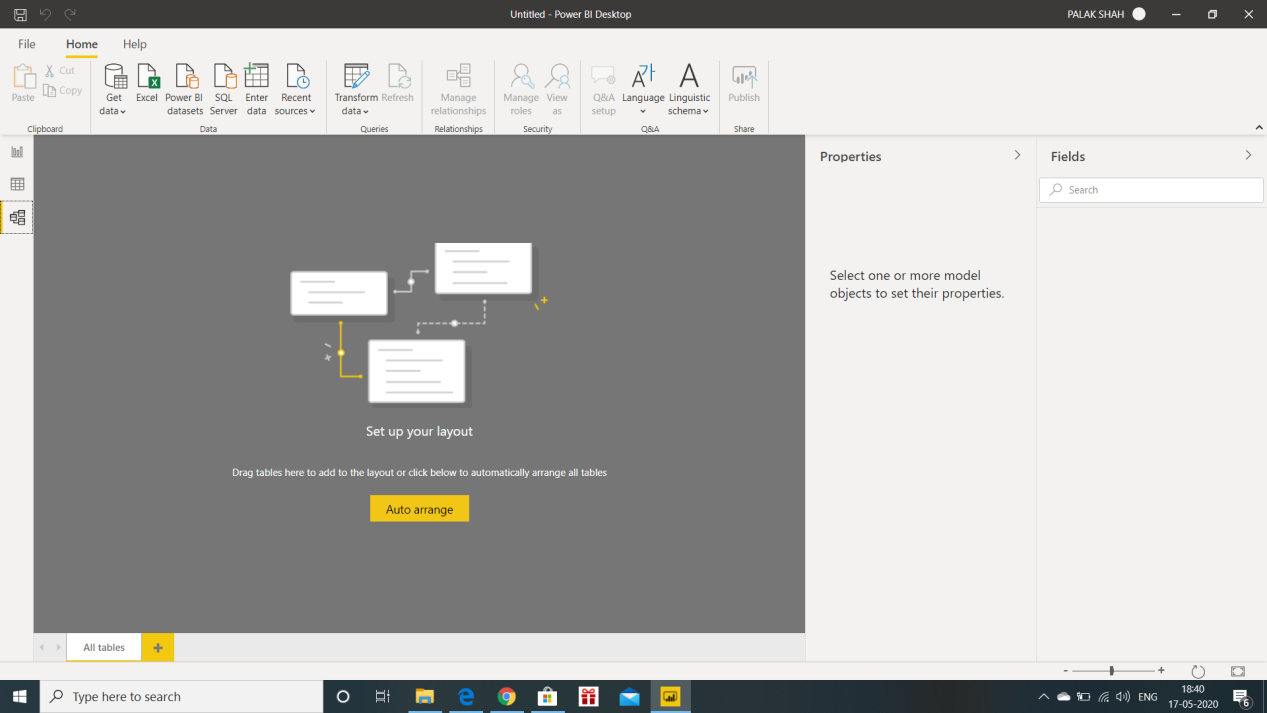 Untitled - Power BI Desktop
PALAK SHAH
File Home Help
Paste
Cut
Copy
Clipboard
Get data
Excel
Power BI datasets
SQL Server
Enter data
Recent sources
Data
Transform data
Refresh
Queries
Manage relationships
Relationships
Manage roles
View as
Security
Q&A setup
Language
Linguistic schema
Q&A
Publish
Share
Set up your layout
Drag tables here to add to the layout or click below to automatically arrange all tables
Auto arrange
Properties
Select one or more model
objects to set their properties.
Fields
Search
All tables
Type here to search
ENG
18:40
17-05-2020
6